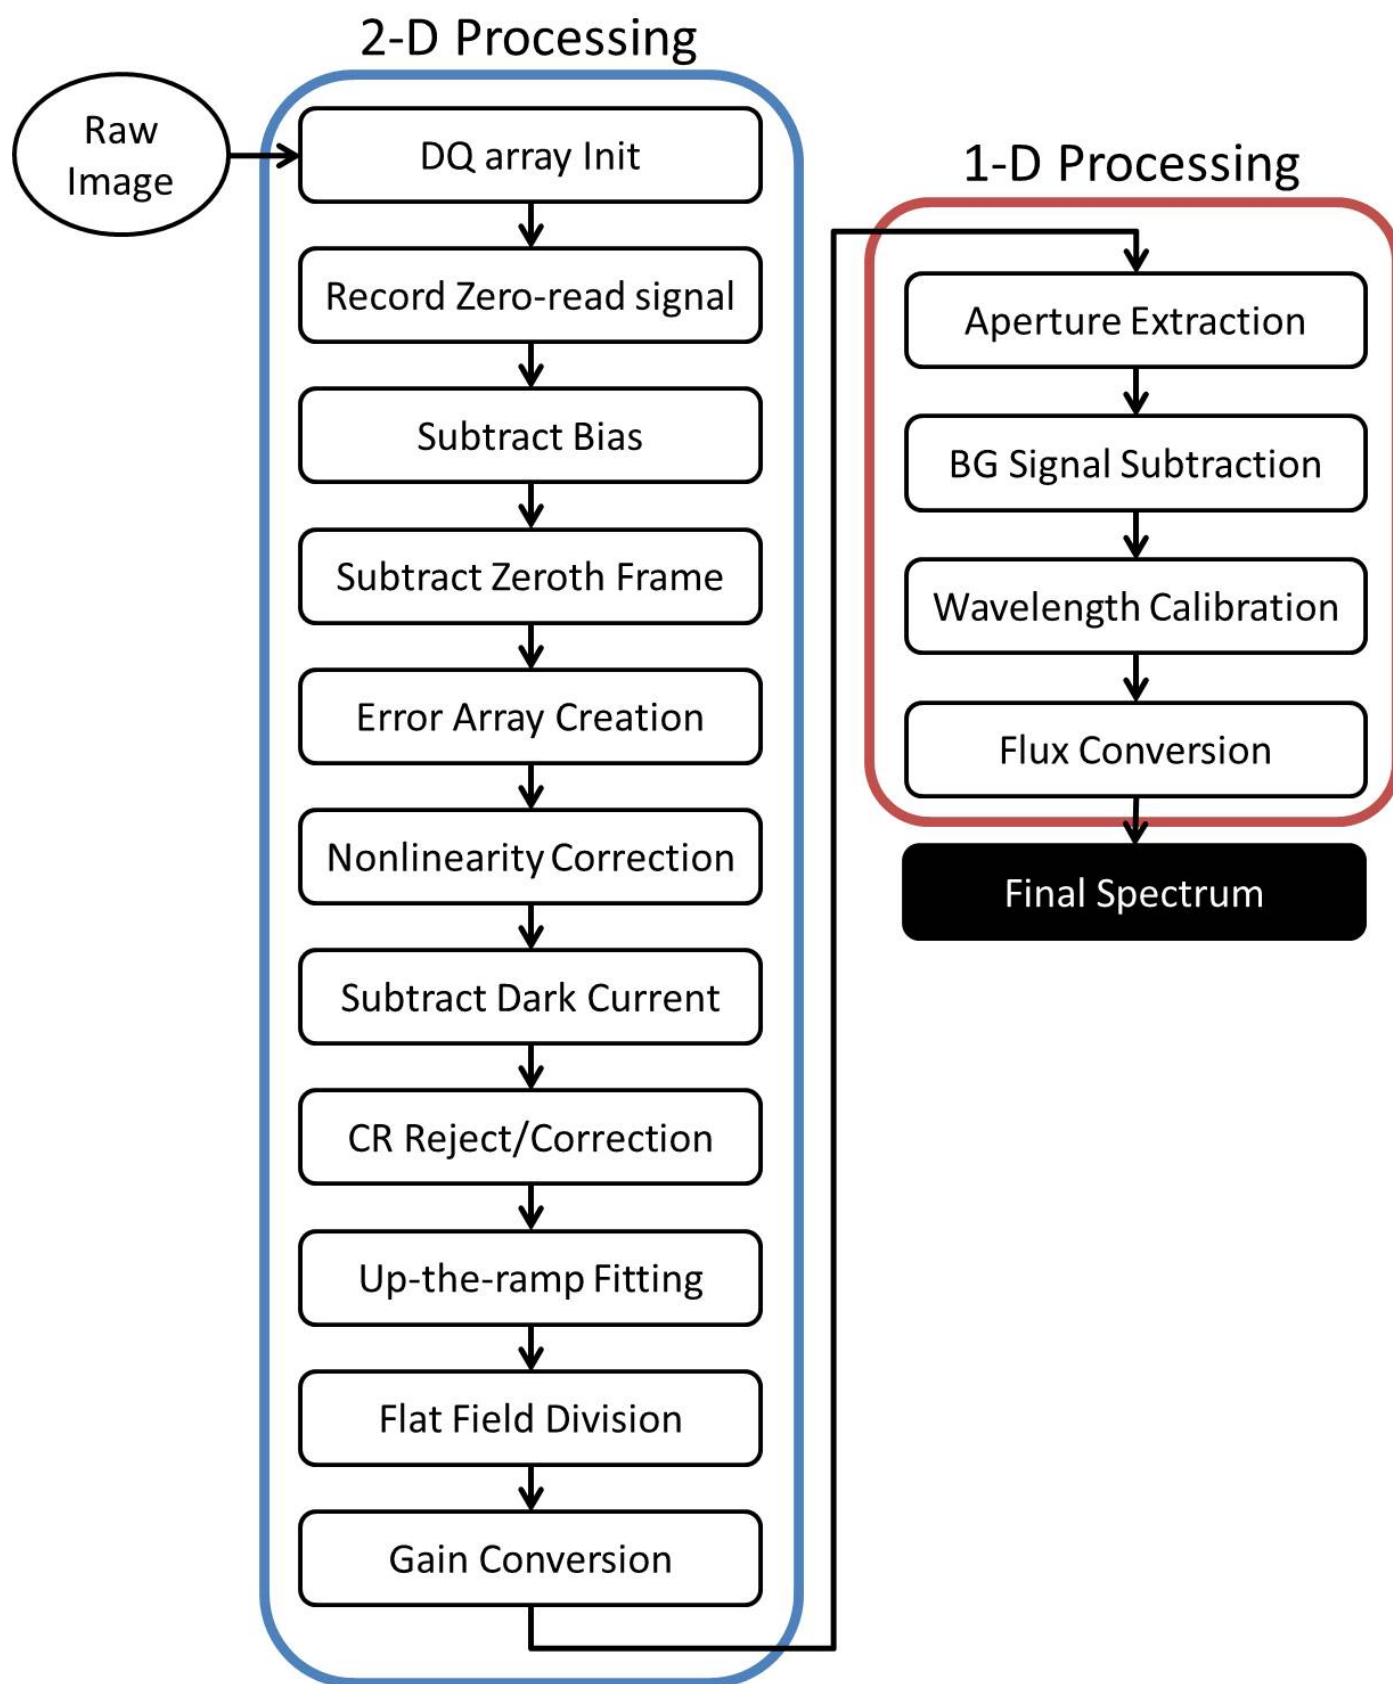 2-D Processing
Raw
Image
DQ array Init
Record Zero-read signal
Subtract Bias
Subtract Zeroth Frame
Error Array Creation
Nonlinearity Correction
Subtract Dark Current
CR Reject/Correction
Up-the-ramp Fitting
Flat Field Division
Gain Conversion
1-D Processing
Aperture Extraction
BG Signal Subtraction
Wavelength Calibration
Flux Conversion
Final Spectrum